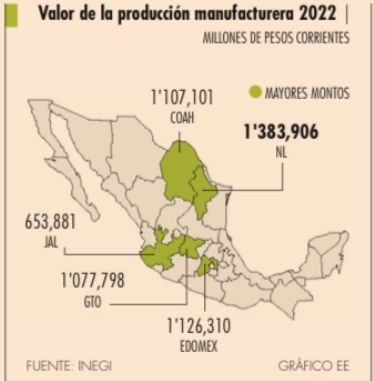 Valor de la producción manufacturera 2022
MILLONES DE PESOS CORRIENTES
MAYORES MONTOS
1'107,101
COAH
1'383,906
NL
653,881
JAL
1'077,798
GTO
1'126,310
EDOMEX
FUENTE: INEGI
GRÁFICO EE